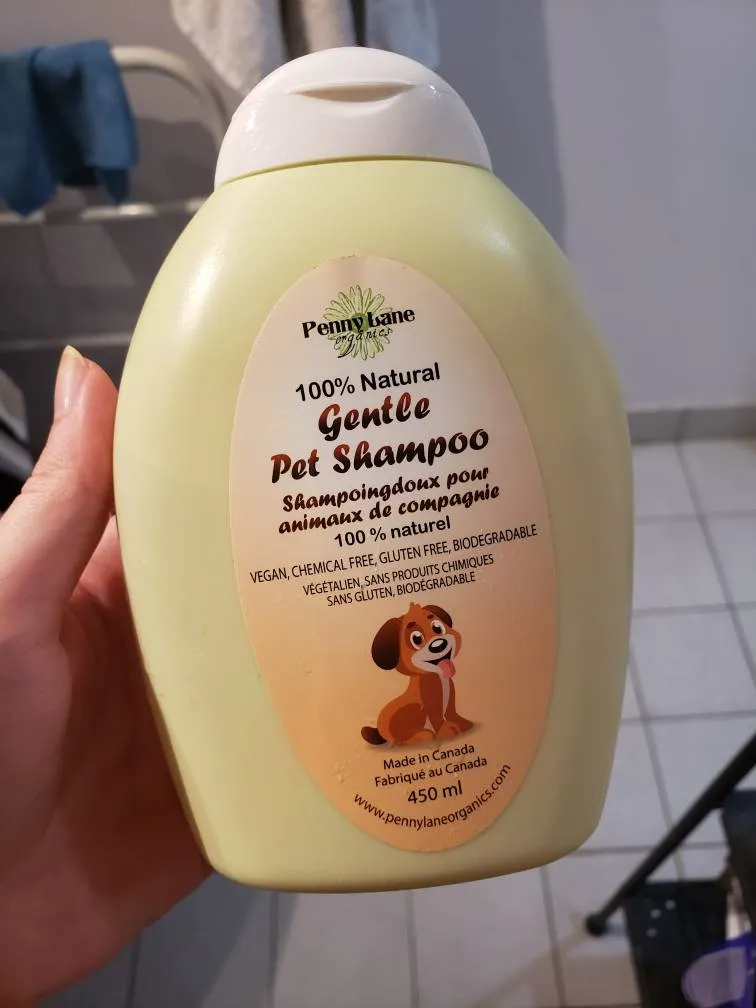 Penny Lane
organics
100% Natural
Gentle
Pet Shampoo
Shampoingdoux pour
animaux de compagnie
100 % naturel
VEGAN, CHEMICAL FREE, GLUTEN FREE, BIODEGRADABLE
VÉGÉTALIEN, SANS PRODUITS CHIMIQUES
SANS GLUTEN, BIODÉGRADABLE
Made in Canada
Fabriqué au Canada
450 ml
www.pennylaneorganics.com